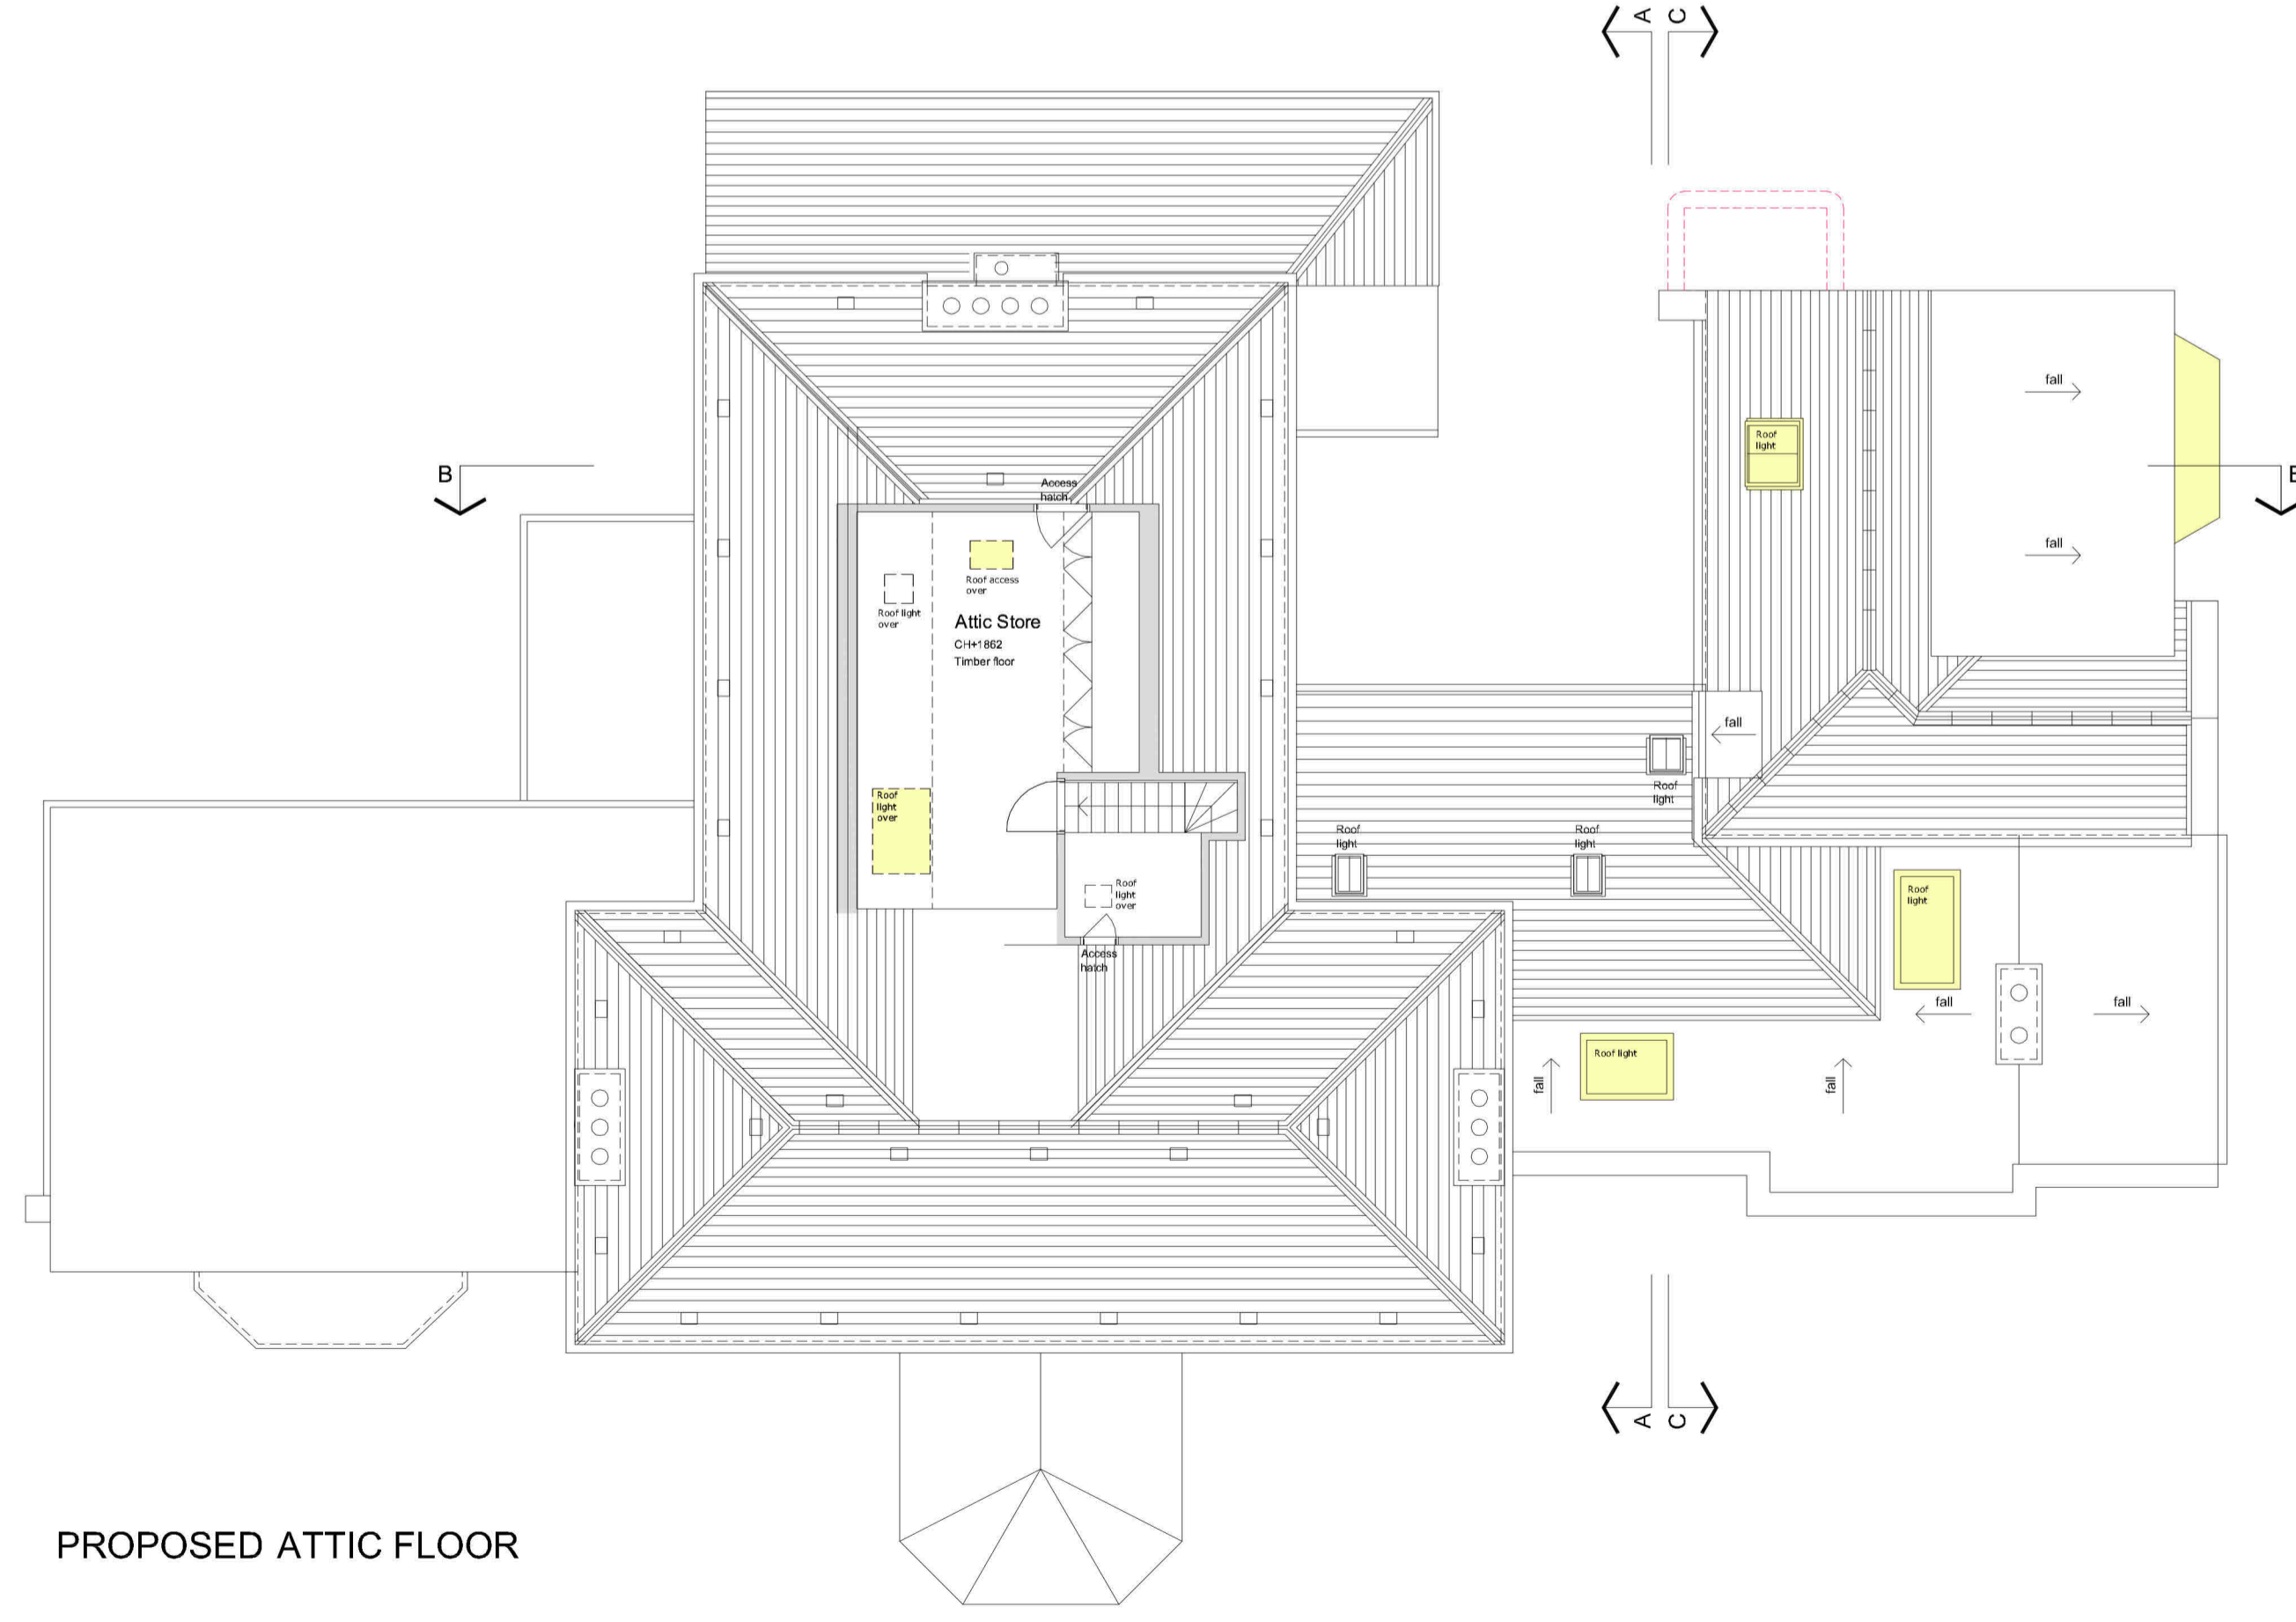 A C
B
B
fall
Roof
light
fall
Access
hatch
Roof access
over
Roof light
over
Attic Store
CH+1862
Timber floor
fall
Roof
light
Roof
light
over
Roof
light
Roof
light
Roof
light
over
Roof
light
Access
hatch
fall
fall
Roof light
fall
fall
A C
PROPOSED ATTIC FLOOR